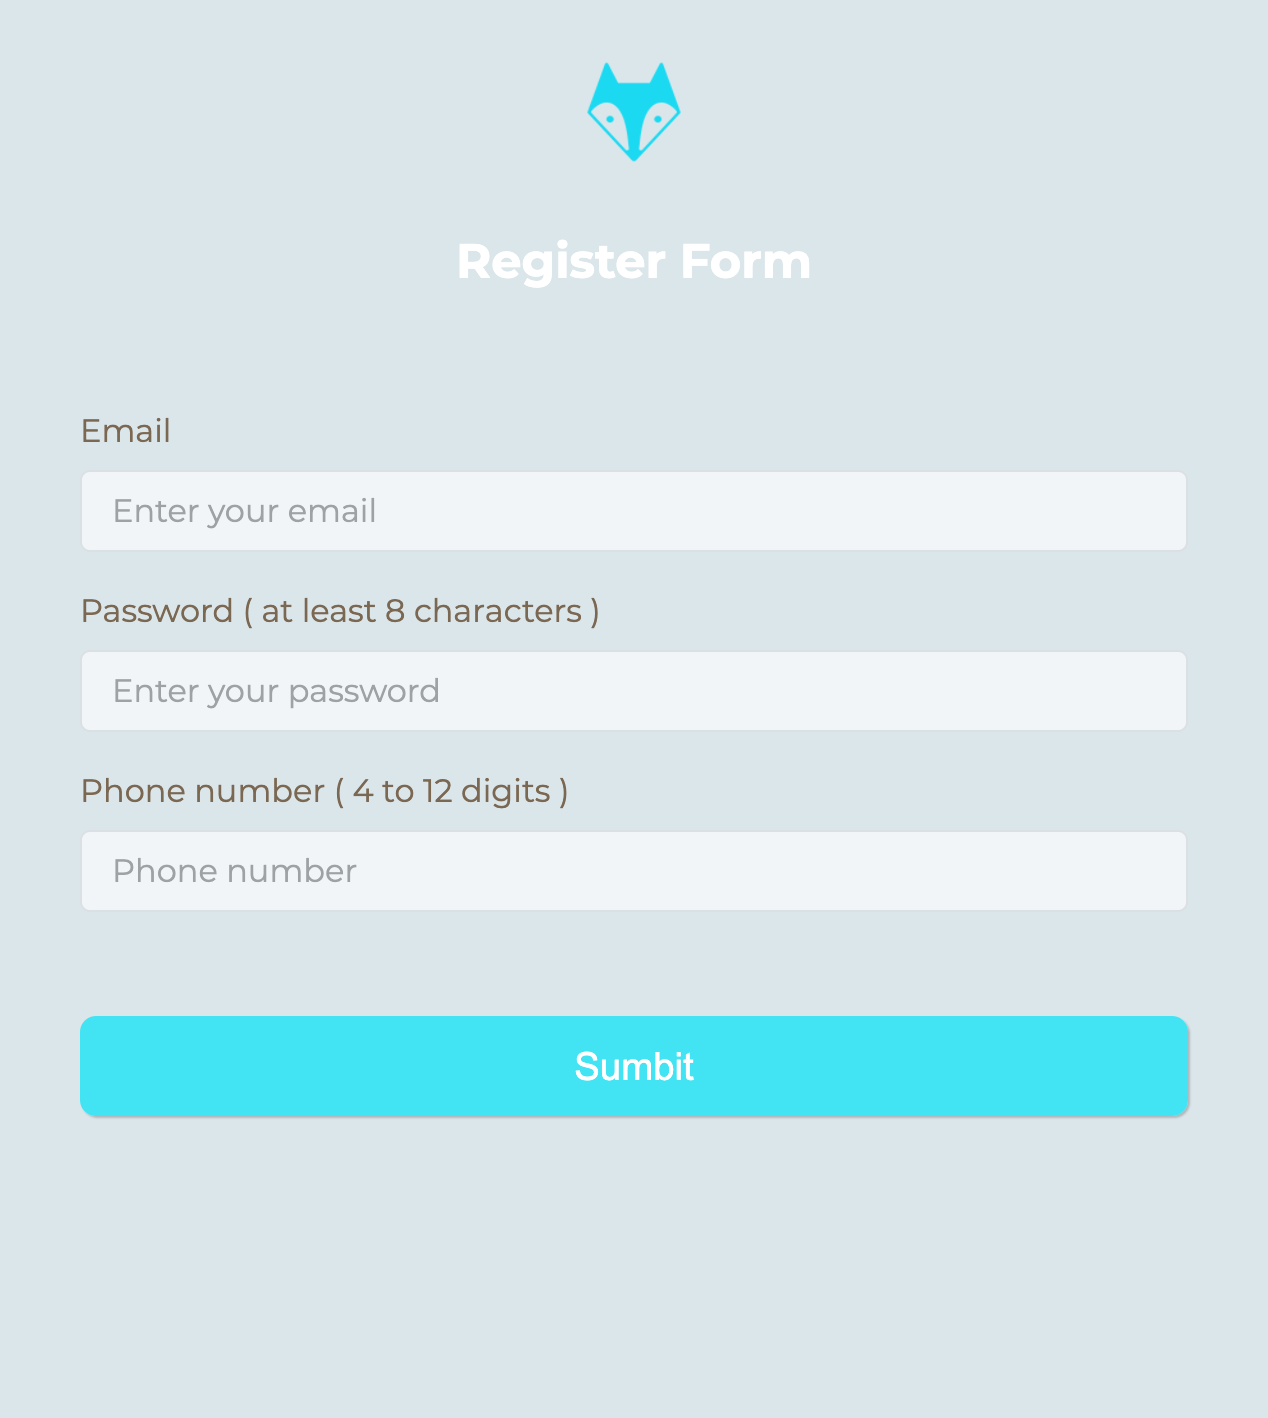 Register Form
Email
Enter your email
Password ( at least 8 characters )
Enter your password
Phone number ( 4 to 12 digits )
Phone number
Sumbit